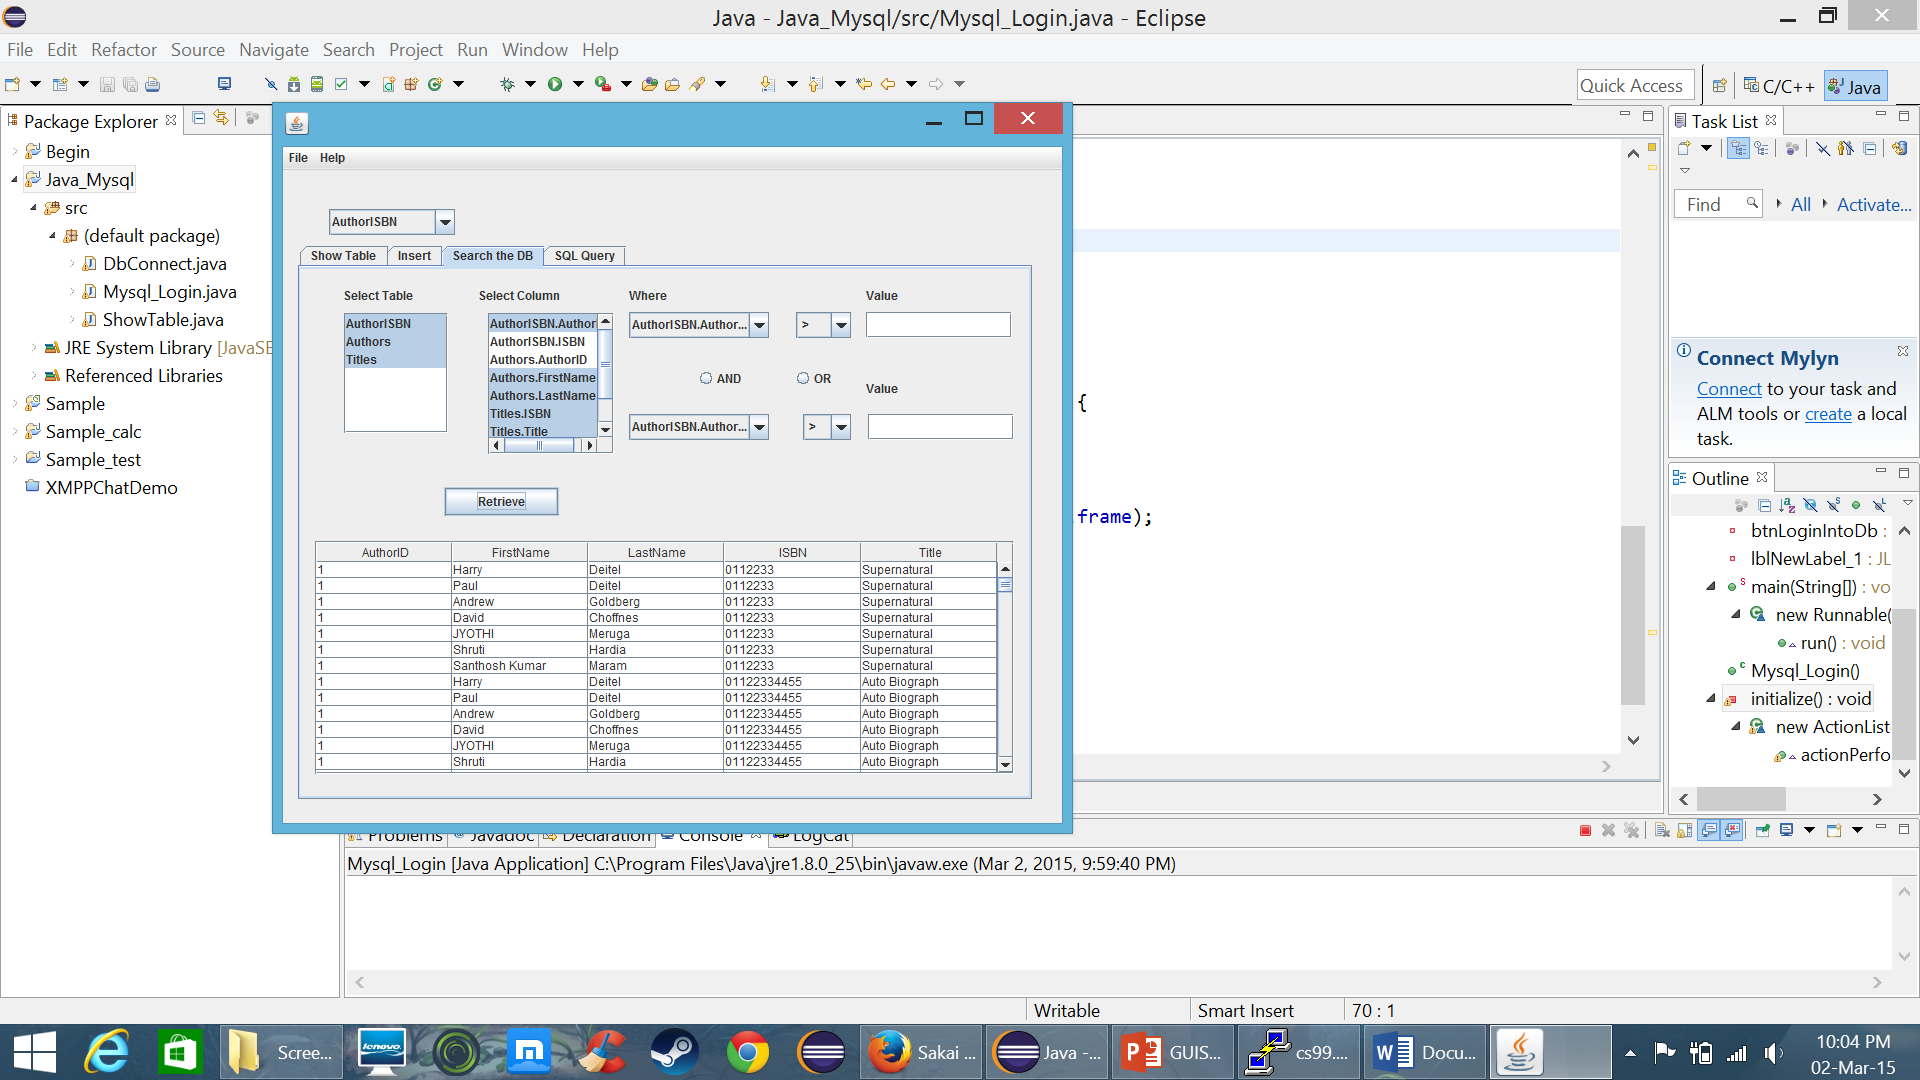 Java - Java_Mysql/src/Mysql_Login.java - Eclipse
File Edit Refactor Source Navigate Search Project Run Window Help
Quick Access
C/C++
Java
Package Explorer
Begin
Java_Mysql
src
(default package)
DbConnect.java
Mysql_Login.java
ShowTable.java
JRE System Library [JavaSE
Referenced Libraries
Sample
Sample_calc
Sample_test
XMPPChatDemo
File Help
AuthorISBN
Show Table Insert Search the DB SQL Query
Select Table Select Column Where Value
AuthorISBN
Authors
Titles
AuthorISBN.Author
AuthorISBN.ISBN
Authors.AuthorID
Authors.FirstName
Authors.LastName
Titles.ISBN
Titles.Title
AuthorISBN.Author... >
AND OR
Value
AuthorISBN.Author... >
Retrieve
AuthorID FirstName LastName ISBN Title
1 Harry Deitel 0112233 Supernatural
1 Paul Deitel 0112233 Supernatural
1 Andrew Goldberg 0112233 Supernatural
1 David Choffnes 0112233 Supernatural
1 JYOTHI Meruga 0112233 Supernatural
1 Shruti Hardia 0112233 Supernatural
1 Santhosh Kumar Maram 0112233 Supernatural
1 Harry Deitel 01122334455 Auto Biograph
1 Paul Deitel 01122334455 Auto Biograph
1 Andrew Goldberg 01122334455 Auto Biograph
1 David Choffnes 01122334455 Auto Biograph
1 JYOTHI Meruga 01122334455 Auto Biograph
1 Shruti Hardia 01122334455 Auto Biograph
{
.frame);
Task List
Find All Activate...
Connect Mylyn
Connect to your task and
ALM tools or create a local
task.
Outline
btnLoginIntoDb :
lblNewLabel_1 : JL
main(String[]) : vo
new Runnable(
run() : void
Mysql_Login()
initialize() : void
new ActionList
actionPerfo
Problems Javadoc Declaration Console LogCat
Mysql_Login [Java Application] C:\Program Files\Java\jre1.8.0_25\bin\javaw.exe (Mar 2, 2015, 9:59:40 PM)
Writable Smart Insert 70 : 1
Scree...
lenovo
Sakai ...
Java -...
GUIS...
cs99....
Docu...
10:04 PM
02-Mar-15